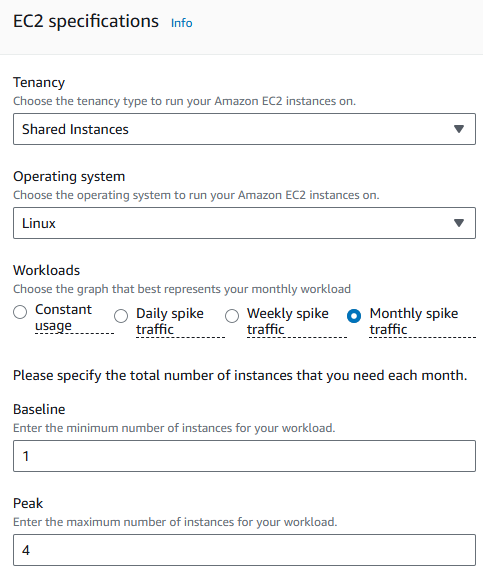 EC2 specifications Info
Tenancy
Choose the tenancy type to run your Amazon EC2 instances on.
Shared Instances
Operating system
Choose the operating system to run your Amazon EC2 instances on.
Linux
Workloads
Choose the graph that best represents your monthly workload
Constant usage
Daily spike traffic
Weekly spike traffic
Monthly spike traffic
Please specify the total number of instances that you need each month.
Baseline
Enter the minimum number of instances for your workload.
1
Peak
Enter the maximum number of instances for your workload.
4